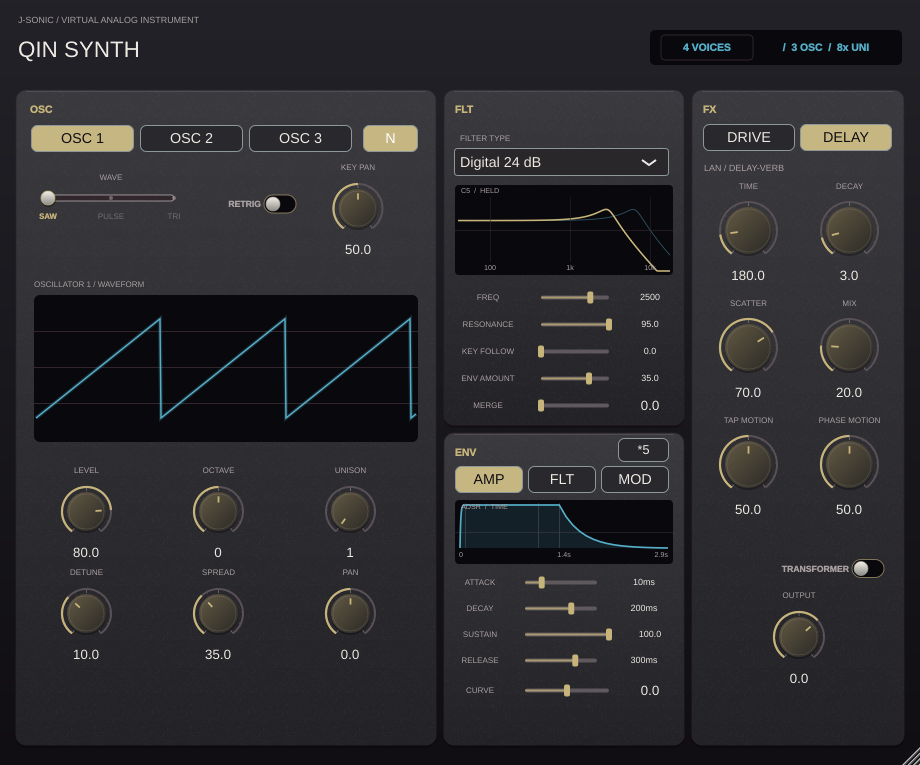 J-SONIC / VIRTUAL ANALOG INSTRUMENT
QIN SYNTH
4 VOICES / 3 OSC / 8x UNI
OSC
OSC 1 OSC 2 OSC 3 N
WAVE
SAW PULSE TRI
RETRIG
KEY PAN
50.0
OSCILLATOR 1 / WAVEFORM
LEVEL OCTAVE UNISON
80.0 0 1
DETUNE SPREAD PAN
10.0 35.0 0.0
FLT
FILTER TYPE
Digital 24 dB
C5 / HELD
100 1k 10k
FREQ 2500
RESONANCE 95.0
KEY FOLLOW 0.0
ENV AMOUNT 35.0
MERGE 0.0
ENV *5
AMP FLT MOD
ADSR / TIME
0 1.4s 2.9s
ATTACK 10ms
DECAY 200ms
SUSTAIN 100.0
RELEASE 300ms
CURVE 0.0
FX
DRIVE DELAY
LAN / DELAY-VERB
TIME DECAY
180.0 3.0
SCATTER MIX
70.0 20.0
TAP MOTION PHASE MOTION
50.0 50.0
TRANSFORMER
OUTPUT
0.0